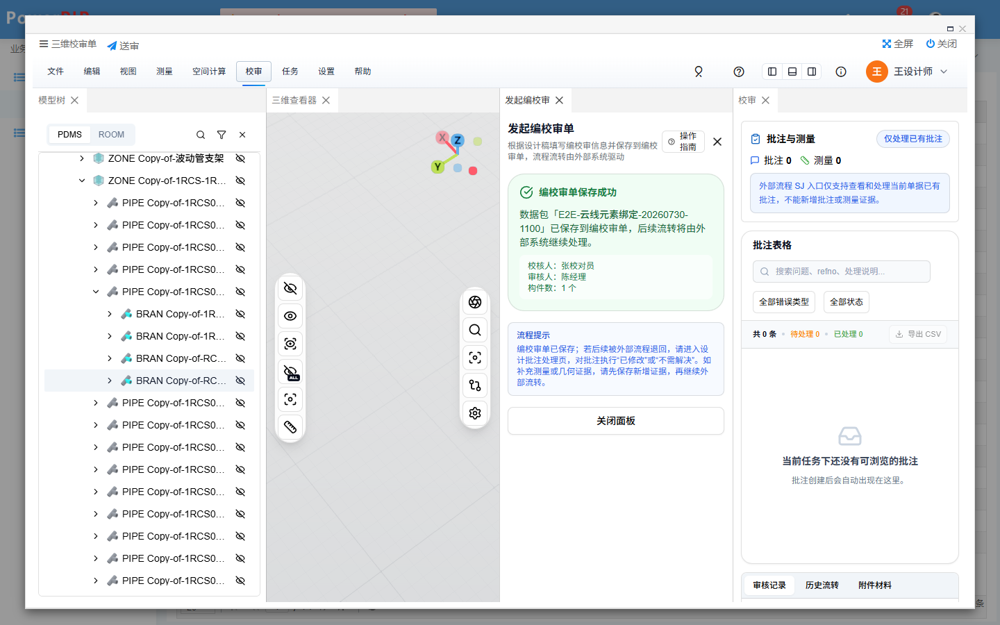 21
业务
三维校审单
送审
全屏
关闭
文件
编辑
视图
测量
空间计算
校审
任务
设置
帮助
王
王设计师
模型树
三维查看器
发起编校审
校审
PDMS
ROOM
ZONE Copy-of-波动管支架
ZONE Copy-of-1RCS-1R...
PIPE Copy-of-1RCS0...
PIPE Copy-of-1RCS0...
PIPE Copy-of-1RCS0...
PIPE Copy-of-1RCS0...
PIPE Copy-of-1RCS0...
BRAN Copy-of-1R...
BRAN Copy-of-1R...
BRAN Copy-of-RC...
BRAN Copy-of-RC...
PIPE Copy-of-1RCS0...
PIPE Copy-of-1RCS0...
PIPE Copy-of-1RCS0...
PIPE Copy-of-1RCS0...
PIPE Copy-of-1RCS0...
PIPE Copy-of-1RCS0...
PIPE Copy-of-1RCS0...
PIPE Copy-of-1RCS0...
PIPE Copy-of-1RCS0...
X
Z
Y
ALL
发起编校审单
根据设计稿填写编校审信息并保存到编校
审单，流程流转由外部系统驱动
操作
指南
编校审单保存成功
数据包「E2E-云线元素绑定-20260730-
1100」已保存到编校审单，后续流转将由外
部系统继续处理。
校核人：张校对员
审核人：陈经理
构件数：1 个
流程提示
编校审单已保存；若后续被外部流程退回，请进入设
计批注处理页，对批注执行“已修改”或“不需解决”。如
补充测量或几何证据，请先保存新增证据，再继续外
部流转。
关闭面板
批注与测量
仅处理已有批注
批注 0
测量 0
外部流程 SJ 入口仅支持查看和处理当前单据已有
批注，不能新增批注或测量证据。
批注表格
搜索问题、refno、处理说明...
全部错误类型
全部状态
共 0 条
待处理 0
已处理 0
导出 CSV
当前任务下还没有可浏览的批注
批注创建后会自动出现在这里。
审核记录
历史流转
附件材料
条